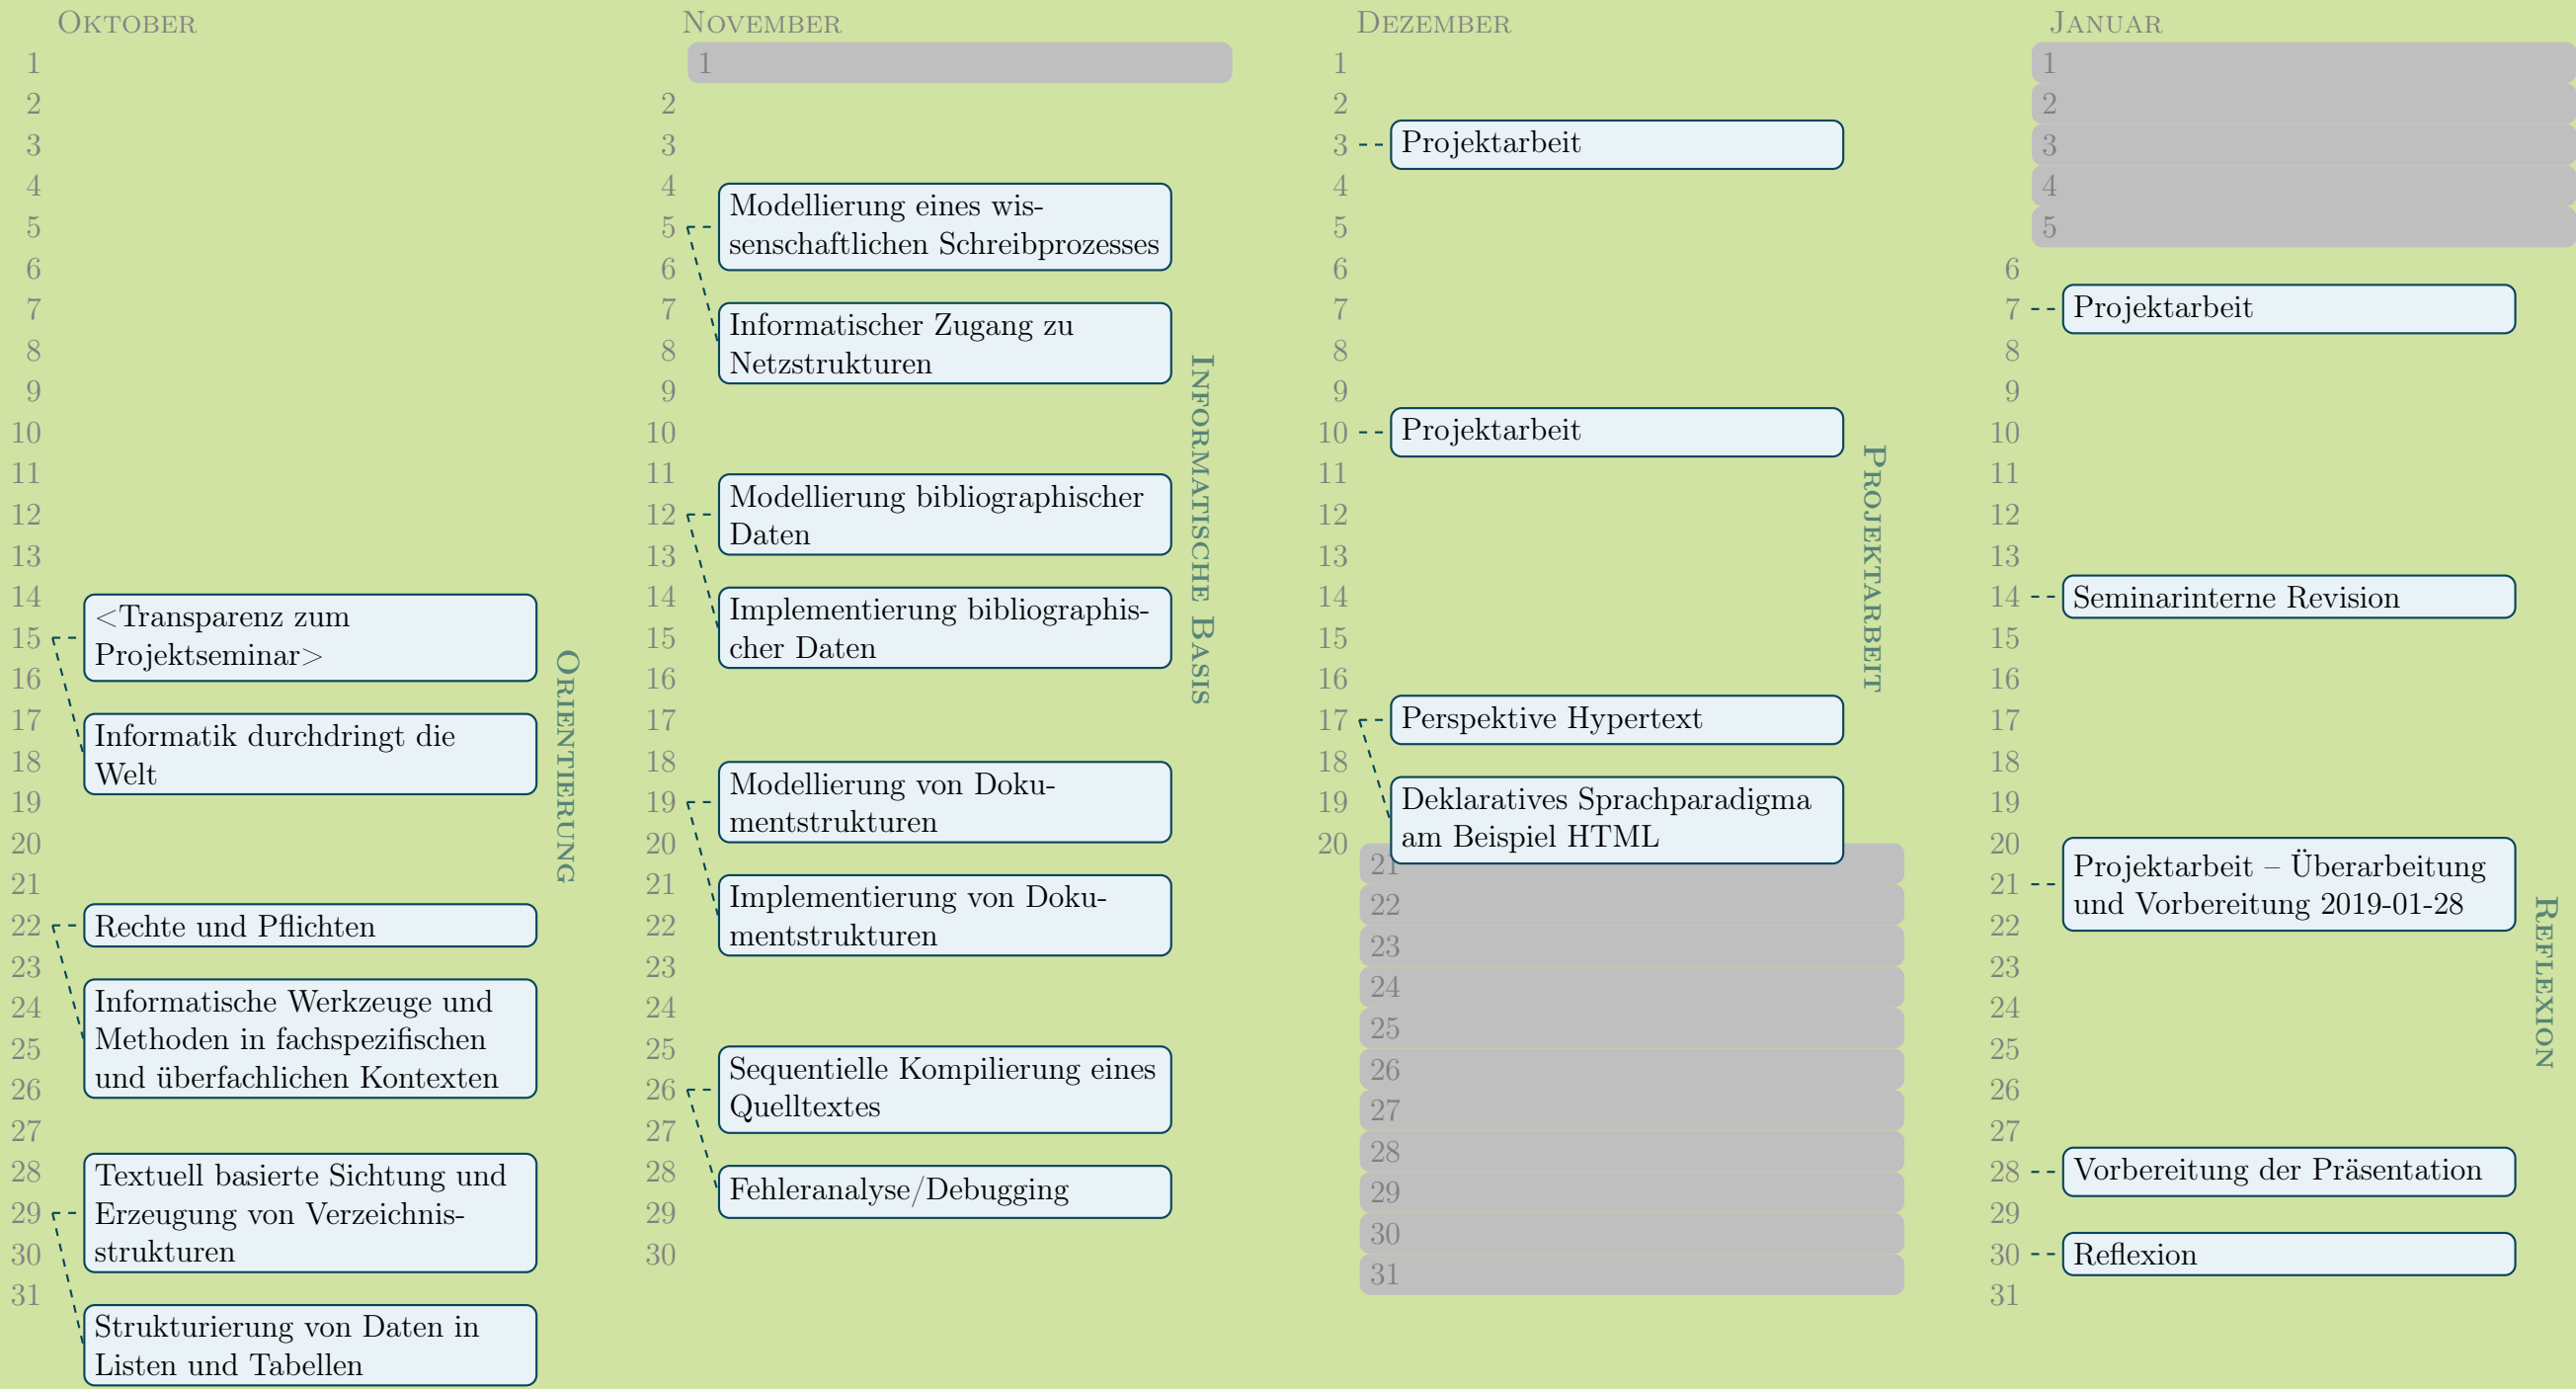 Oktober
1
2
3
4
5
6
7
8
9
10
11
12
13
14
15
16
17
18
19
20
21
22
23
24
25
26
27
28
29
30
31
<Transparenz zum
Projektseminar>
Informatik durchdringt die
Welt
Rechte und Pflichten
Informatische Werkzeuge und
Methoden in fachspezifischen
und überfachlichen Kontexten
Textuell basierte Sichtung und
Erzeugung von Verzeichnis-
strukturen
Strukturierung von Daten in
Listen und Tabellen
Orientierung
November
1
2
3
4
5
6
7
8
9
10
11
12
13
14
15
16
17
18
19
20
21
22
23
24
25
26
27
28
29
30
Modellierung eines wis-
senschaftlichen Schreibprozesses
Informatischer Zugang zu
Netzstrukturen
Modellierung bibliographischer
Daten
Implementierung bibliographis-
cher Daten
Modellierung von Doku-
mentstrukturen
Implementierung von Doku-
mentstrukturen
Sequentielle Kompilierung eines
Quelltextes
Fehleranalyse/Debugging
Informatische Basis
Dezember
1
2
3
4
5
6
7
8
9
10
11
12
13
14
15
16
17
18
19
20
21
22
23
24
25
26
27
28
29
30
31
Projektarbeit
Projektarbeit
Perspektive Hypertext
Deklaratives Sprachparadigma
am Beispiel HTML
Projektarbeit
Januar
1
2
3
4
5
6
7
8
9
10
11
12
13
14
15
16
17
18
19
20
21
22
23
24
25
26
27
28
29
30
31
Projektarbeit
Seminarinterne Revision
Projektarbeit – Überarbeitung
und Vorbereitung 2019-01-28
Vorbereitung der Präsentation
Reflexion
Reflexion